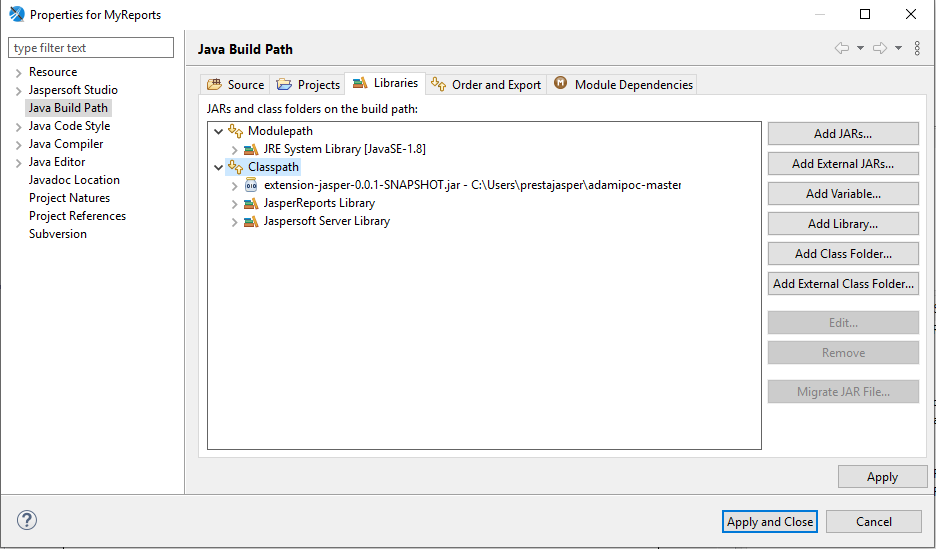 Properties for MyReports
type filter text
Resource
Jaspersoft Studio
Java Build Path
Java Code Style
Java Compiler
Java Editor
Javadoc Location
Project Natures
Project References
Subversion
Java Build Path
Source Projects Libraries Order and Export M Module Dependencies
JARs and class folders on the build path:
Modulepath
JRE System Library [JavaSE-1.8]
Classpath
010 extension-jasper-0.0.1-SNAPSHOT.jar - C:\Users\prestajasper\adamipoc-master
JasperReports Library
Jaspersoft Server Library
Add JARs...
Add External JARs...
Add Variable...
Add Library...
Add Class Folder...
Add External Class Folder...
Edit...
Remove
Migrate JAR File...
Apply
?
Apply and Close Cancel